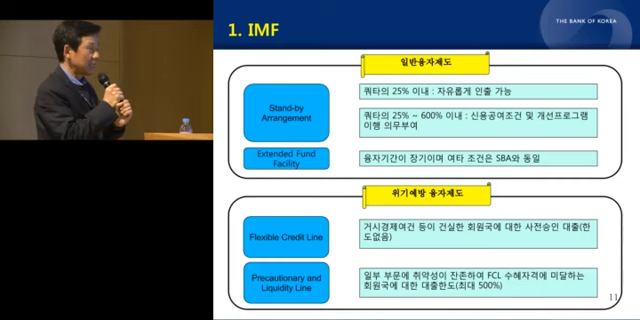 1. IMF
THE BANK OF KOREA
일반융자제도
Stand-by
Arrangement
쿼타의 25% 이내 : 자유롭게 인출 가능
쿼타의 25% ~ 600% 이내 : 신용공여조건 및 개선프로그램
이행 의무부여
Extended Fund
Facility
융자기간이 장기이며 여타 조건은 SBA와 동일
위기예방 융자제도
Flexible Credit Line
거시경제여건 등이 건실한 회원국에 대한 사전승인 대출(한
도없음)
Precautionary and
Liquidity Line
일부 부문에 취약성이 잔존하여 FCL 수혜자격에 미달하는
회원국에 대한 대출한도(최대 500%)
11